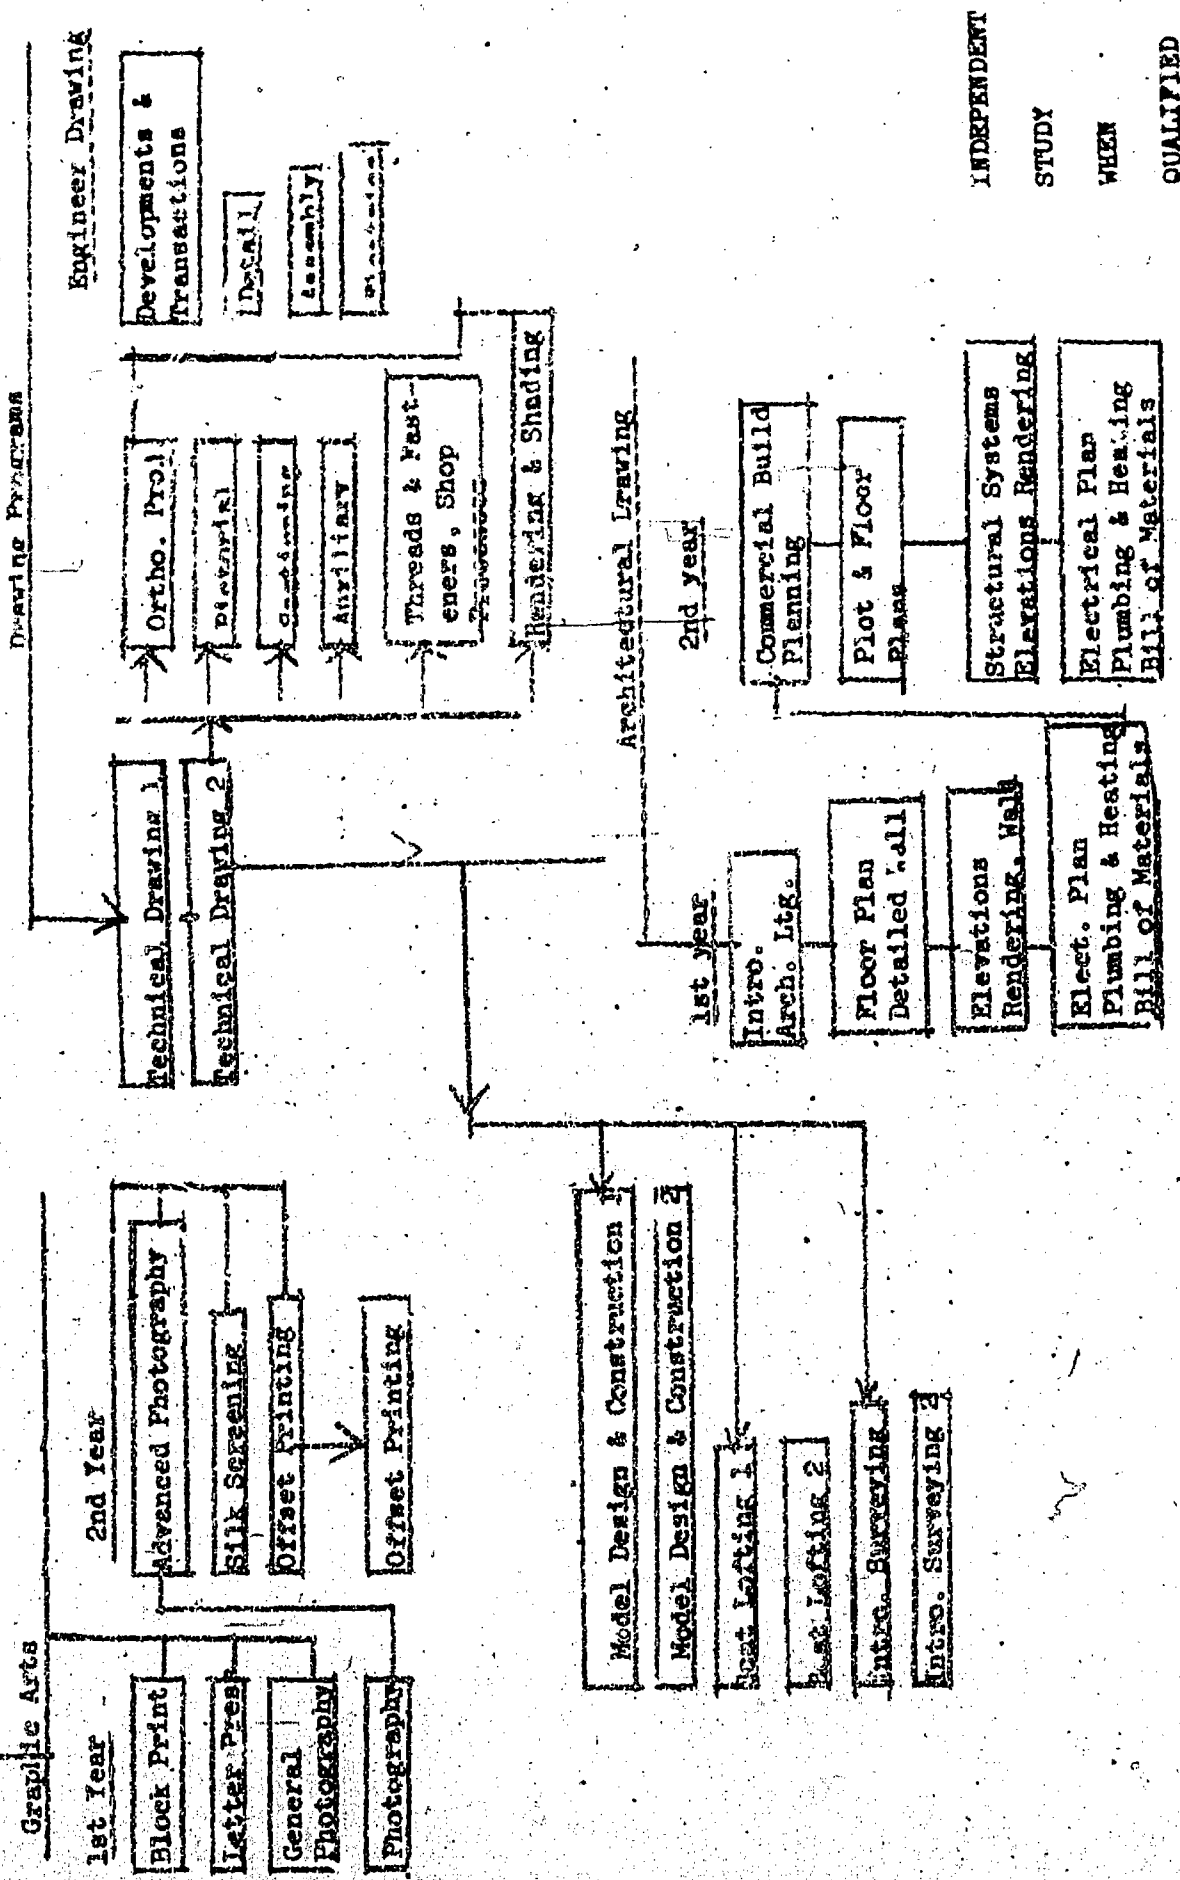 Graphic Arts
1st Year
Block Print
Letter Pres
General
Photography
Photography
2nd Year
Advanced Photography
Silk Screening
Offset Printing
Offset Printing
Drawing Programs
Technical Drawing 1
Technical Drawing 2
Ortho. Proj
Pictorial
Auxiliary
Threads & Fast-
eners, Shop
Rendering & Shading
Engineer Drawing
Developments &
Transactions
Detail
Assembly
Model Design & Construction 1
Model Design & Construction 2
Boat Lofting 1
Boat Lofting 2
Intro. Surveying 1
Intro. Surveying 2
Architectural Drawing
1st year
Intro.
Arch. Ltg.
Floor Plan
Detailed Wall
Elevations
Rendering, Wall
Elect. Plan
Plumbing & Heating
Bill of Materials
2nd year
Commercial Build
Planning
Plot & Floor
Plans
Structural Systems
Elevations Rendering
Electrical Plan
Plumbing & Heating
Bill of Materials
INDEPENDENT
STUDY
WHEN
QUALIFIED